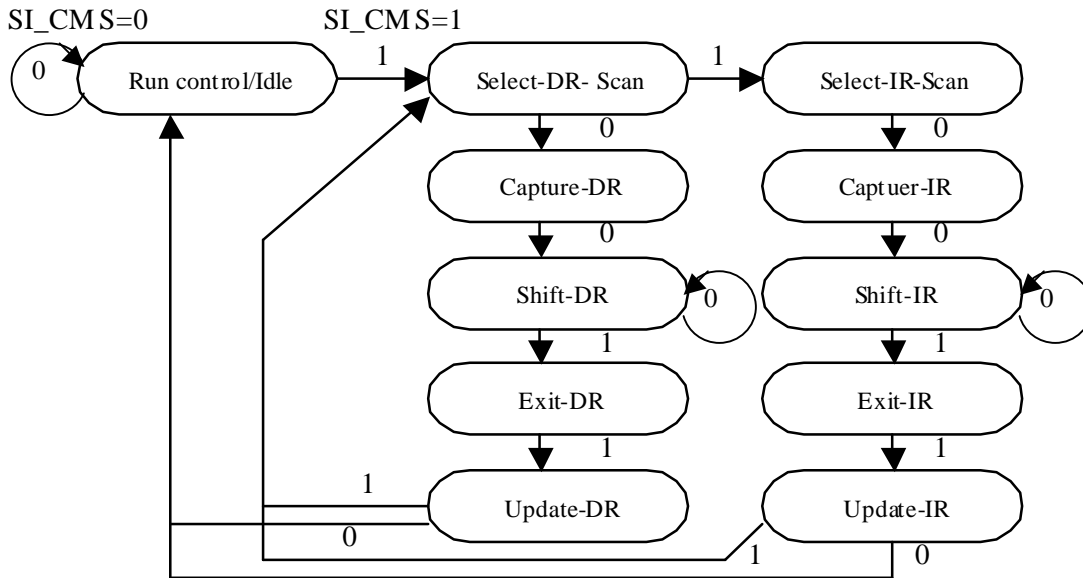 SI_CMS=0
SI_CMS=1
0
Run control/Idle
1
Select-DR- Scan
1
Select-IR-Scan
0
0
Capture-DR
Captuer-IR
0
0
Shift-DR
0
Shift-IR
0
1
1
Exit-DR
Exit-IR
1
1
1
Update-DR
Update-IR
0
1
0